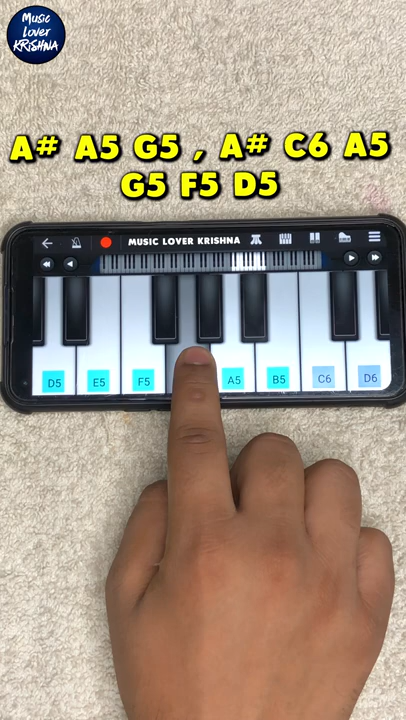 Music
Lover
KRiSHNA
A# A5 G5 , A# C6 A5
G5 F5 D5
MUSIC LOVER KRISHNA
D5 E5 F5 A5 B5 C6 D6